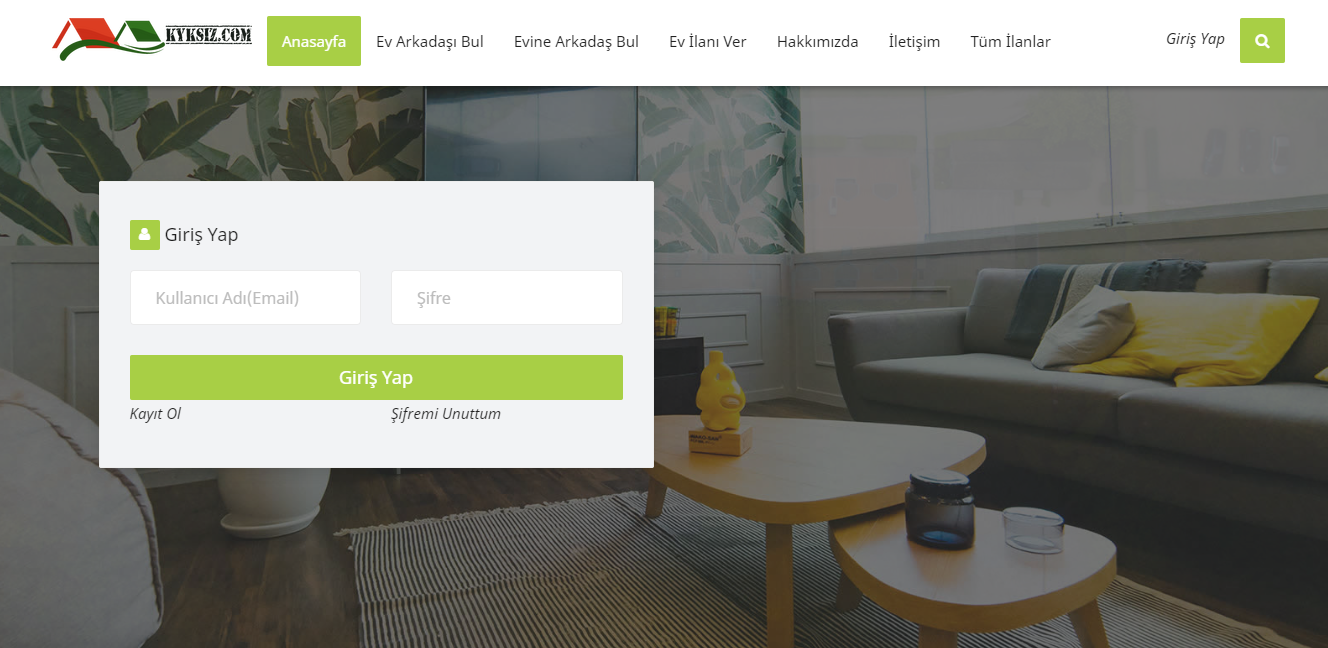 KYKSIZ.COM
Anasayfa
Ev Arkadaşı Bul
Evine Arkadaş Bul
Ev İlanı Ver
Hakkımızda
İletişim
Tüm İlanlar
Giriş Yap
Giriş Yap
Kullanıcı Adı(Email)
Şifre
Giriş Yap
Kayıt Ol
Şifremi Unuttum